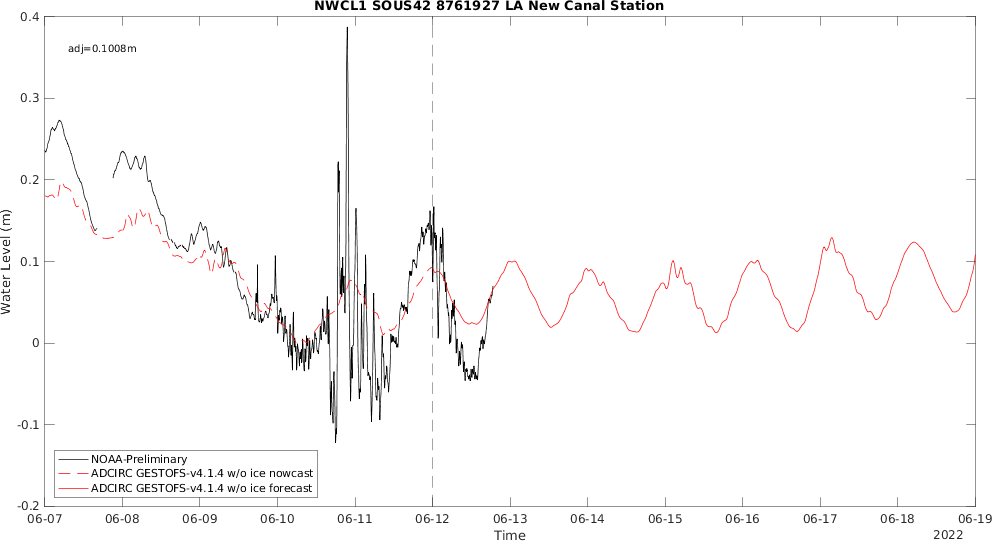 NWCL1 SOUS42 8761927 LA New Canal Station
adj=0.1008m
0.4
0.3
0.2
0.1
0
-0.1
-0.2
Water Level (m)
NOAA-Preliminary
ADCIRC GESTOFS-v4.1.4 w/o ice nowcast
ADCIRC GESTOFS-v4.1.4 w/o ice forecast
06-07 06-08 06-09 06-10 06-11 06-12 06-13 06-14 06-15 06-16 06-17 06-18 06-19
Time
2022